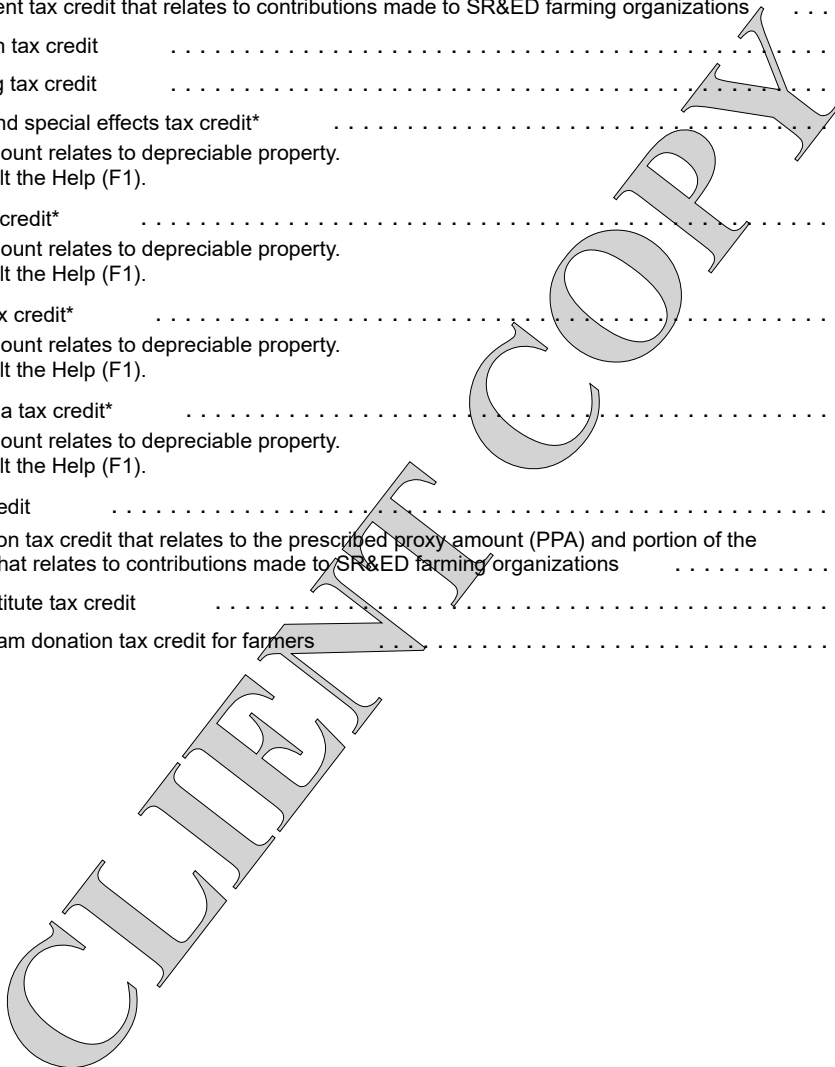 ent tax credit that relates to contributions made to SR&ED farming organizations . . .
n tax credit . . . . . . . . . . . . . . . . . . . . . . . . . . . . . . . . . . . . . . . . . . . .
g tax credit . . . . . . . . . . . . . . . . . . . . . . . . . . . . . . . . . . . . . . . . . . . .
nd special effects tax credit* . . . . . . . . . . . . . . . . . . . . . . . . . . . . . . . . .
ount relates to depreciable property.
lt the Help (F1).
credit* . . . . . . . . . . . . . . . . . . . . . . . . . . . . . . . . . . . . . . . . . . . . . .
ount relates to depreciable property.
lt the Help (F1).
x credit* . . . . . . . . . . . . . . . . . . . . . . . . . . . . . . . . . . . . . . . . . . . . .
ount relates to depreciable property.
lt the Help (F1).
a tax credit* . . . . . . . . . . . . . . . . . . . . . . . . . . . . . . . . . . . . . . . . . . .
ount relates to depreciable property.
lt the Help (F1).
edit . . . . . . . . . . . . . . . . . . . . . . . . . . . . . . . . . . . . . . . . . . . . . . . .
on tax credit that relates to the prescribed proxy amount (PPA) and portion of the
hat relates to contributions made to SR&ED farming organizations . . . . . . . . . . .
titute tax credit . . . . . . . . . . . . . . . . . . . . . . . . . . . . . . . . . . . . . . . . .
am donation tax credit for farmers . . . . . . . . . . . . . . . . . . . . . . . . . . . . . .
CLIENT COPY